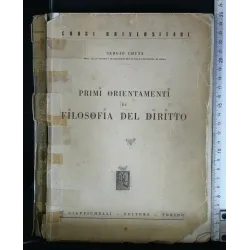 CORSI UNIVERSITARI
SERGIO COTTA
PRIMI ORIENTAMENTI
DI
FILOSOFIA DEL DIRITTO
G. GIAPPICHELLI - EDITORE - TORINO